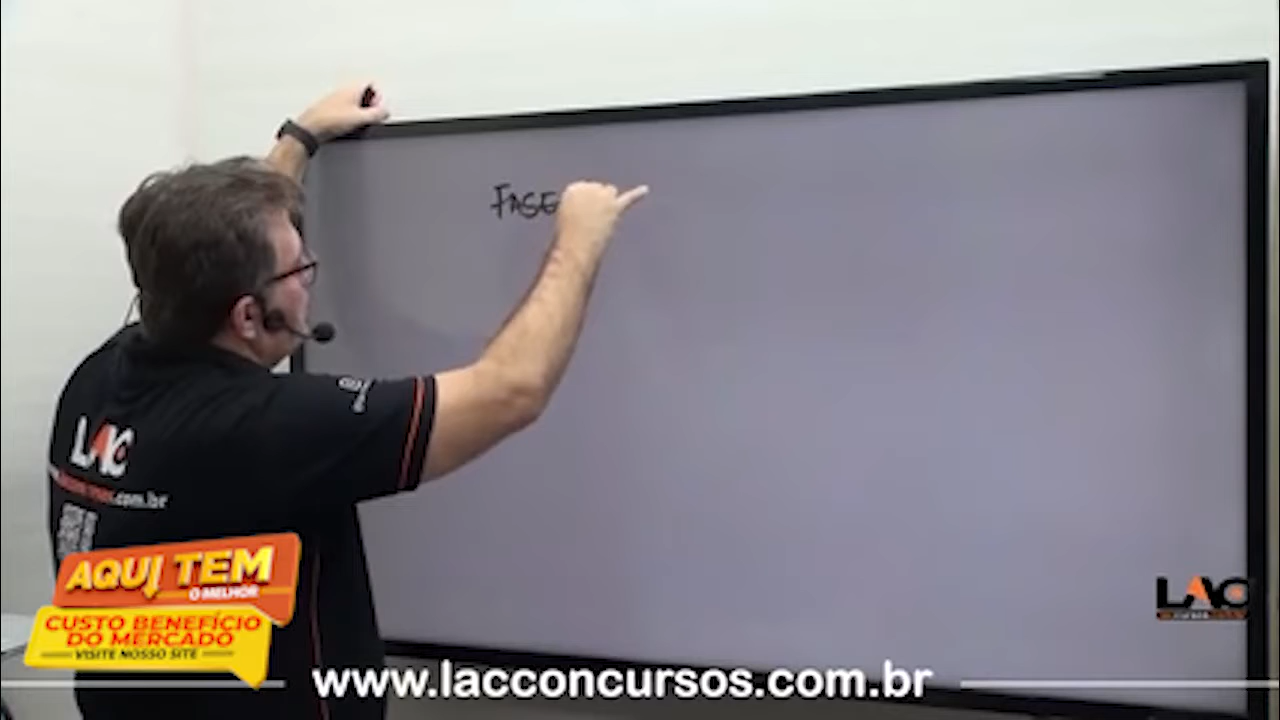 FASE
LAC
.com.br
AQUI TEM
O MELHOR
CUSTO BENEFÍCIO
DO MERCADO
VISITE NOSSO SITE
LAC
www.lacconcursos.com.br